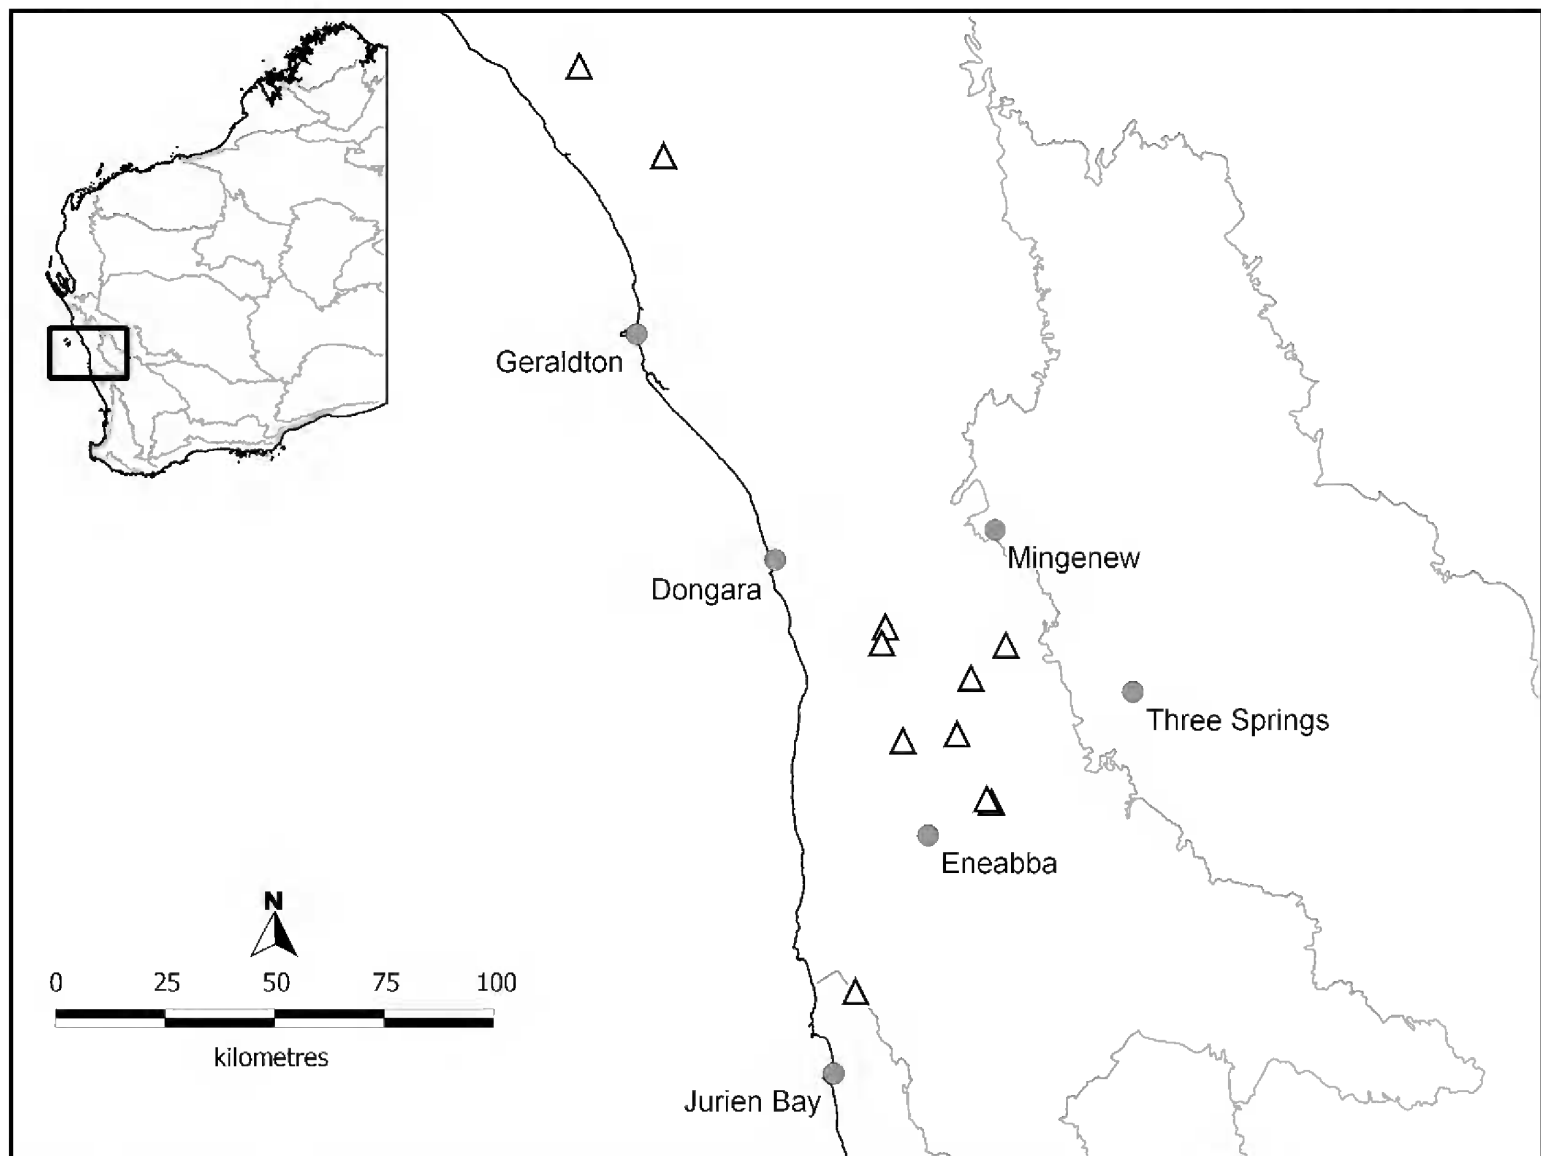 Geraldton
Mingenew
Dongara
Three Springs
Eneabba
N
0 25 50 75 100
kilometres
Jurien Bay